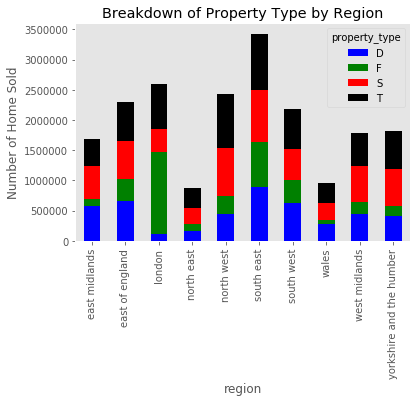 Breakdown of Property Type by Region
Number of Home Sold
3500000
3000000
2500000
2000000
1500000
1000000
500000
0
property_type
D
F
S
T
east midlands
east of england
london
north east
north west
south east
south west
wales
west midlands
yorkshire and the humber
region